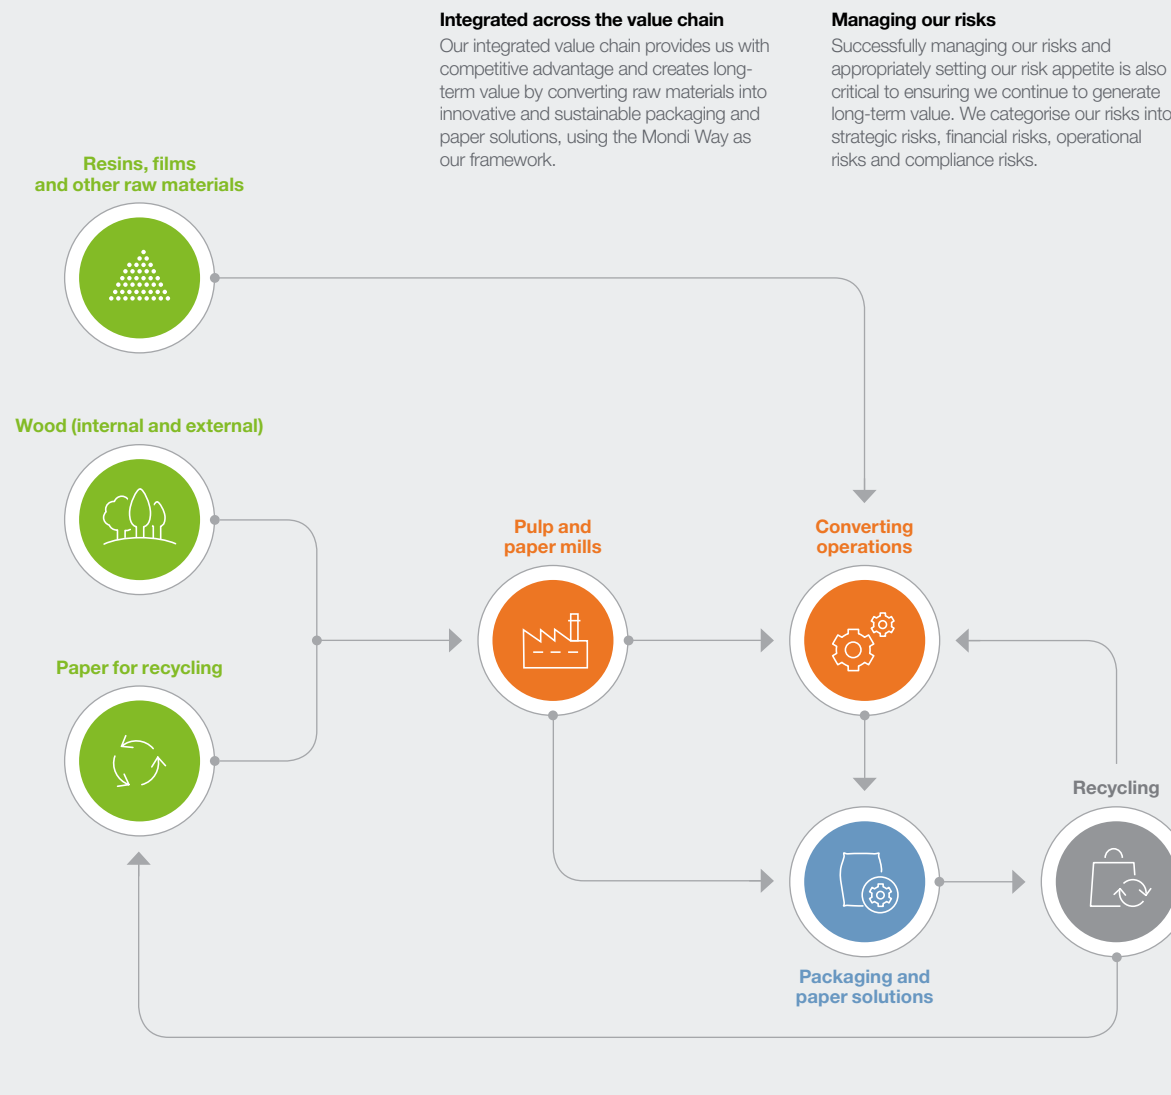 Integrated across the value chain
Our integrated value chain provides us with
competitive advantage and creates long-
term value by converting raw materials into
innovative and sustainable packaging and
paper solutions, using the Mondi Way as
our framework.
Managing our risks
Successfully managing our risks and
appropriately setting our risk appetite is also
critical to ensuring we continue to generate
long-term value. We categorise our risks into
strategic risks, financial risks, operational
risks and compliance risks.
Resins, films
and other raw materials
Wood (internal and external)
Pulp and
paper mills
Converting
operations
Paper for recycling
Recycling
Packaging and
paper solutions